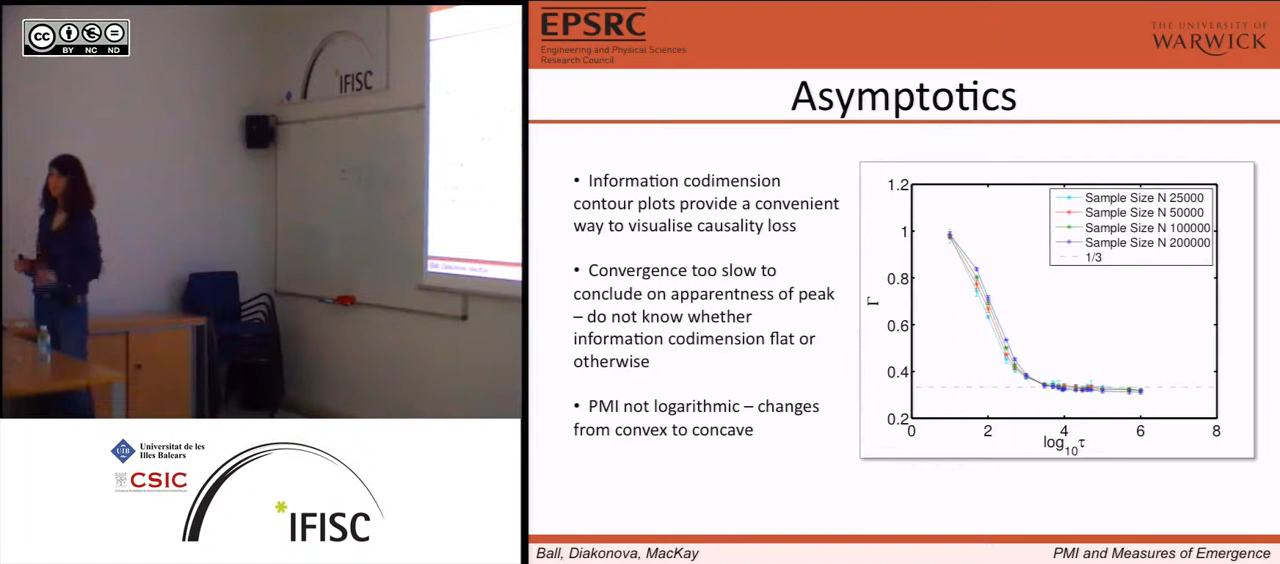 cc
BY NC ND
IFISC
Universitat de les
Illes Balears
UIB
CSIC
IFISC
EPSRC
Engineering and Physical Sciences
Research Council
THE UNIVERSITY OF
WARWICK
Asymptotics
• Information codimension
contour plots provide a convenient
way to visualise causality loss
• Convergence too slow to
conclude on apparentness of peak
– do not know whether
information codimension flat or
otherwise
• PMI not logarithmic – changes
from convex to concave
1.2
1
0.8
0.6
0.4
0.2
Γ
0 2 4 6 8
log10τ
Sample Size N 25000
Sample Size N 50000
Sample Size N 100000
Sample Size N 200000
1/3
Ball, Diakonova, MacKay
PMI and Measures of Emergence